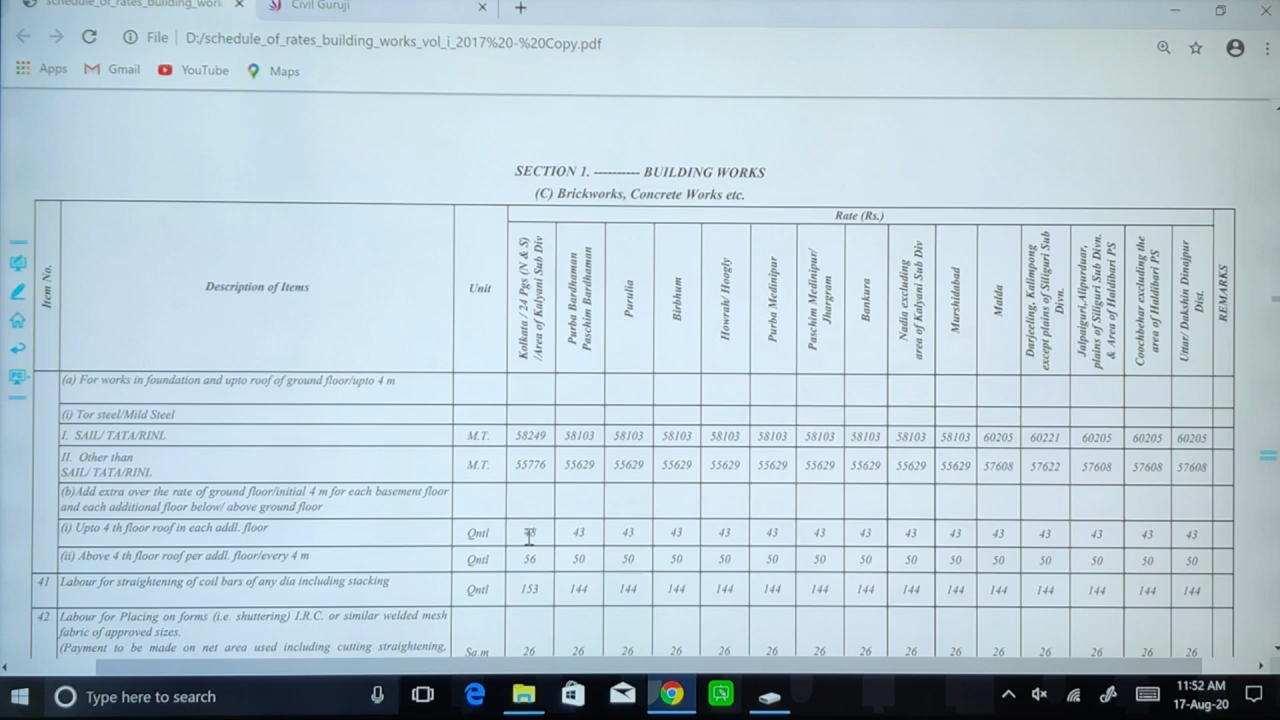 schedule_of_rates_building_worl
Civil Guruji
File | D:/schedule_of_rates_building_works_vol_i_2017%20-%20Copy.pdf
Apps Gmail YouTube Maps
SECTION 1. ---------- BUILDING WORKS
(C) Brickworks, Concrete Works etc.
Item No.
Description of Items
Unit
Rate (Rs.)
Kolkata / 24 Pgs (N & S)
/Area of Kalyani Sub Div
Purba Bardhaman
Paschim Bardhaman
Purulia
Birbhum
Howrah/ Hoogly
Purba Medinipur
Paschim Medinipur/
Jhargram
Bankura
Nadia excluding
area of Kalyani Sub Div
Murshidabad
Malda
Darjeeling, Kalimpong
except plains of Siliguri Sub
Divn.
Jalpaiguri,Alipurduar,
plains of Siliguri Sub Divn.
& Area of Haldibari PS
Coochbehar excluding the
area of Haldibari PS
Uttar/ Dakshin Dinajpur
Dist.
REMARKS
(a) For works in foundation and upto roof of ground floor/upto 4 m
(i) Tor steel/Mild Steel
I. SAIL/ TATA/RINL M.T. 58249 58103 58103 58103 58103 58103 58103 58103 58103 58103 60205 60221 60205 60205 60205
II. Other than
SAIL/ TATA/RINL M.T. 55776 55629 55629 55629 55629 55629 55629 55629 55629 55629 57608 57622 57608 57608 57608
(b)Add extra over the rate of ground floor/initial 4 m for each basement floor
and each additional floor below/ above ground floor
(i) Upto 4 th floor roof in each addl. floor Qntl 43 43 43 43 43 43 43 43 43 43 43 43 43 43
(ii) Above 4 th floor roof per addl. floor/every 4 m Qntl 56 50 50 50 50 50 50 50 50 50 50 50 50 50 50
41 Labour for straightening of coil bars of any dia including stacking Qntl 153 144 144 144 144 144 144 144 144 144 144 144 144 144 144
42 Labour for Placing on forms (i.e. shuttering) I.R.C. or similar welded mesh
fabric of approved sizes.
(Payment to be made on net area used including cutting straightening, Sq.m 26 26 26 26 26 26 26 26 26 26 26 26 26 26 26
Type here to search
11:52 AM
17-Aug-20